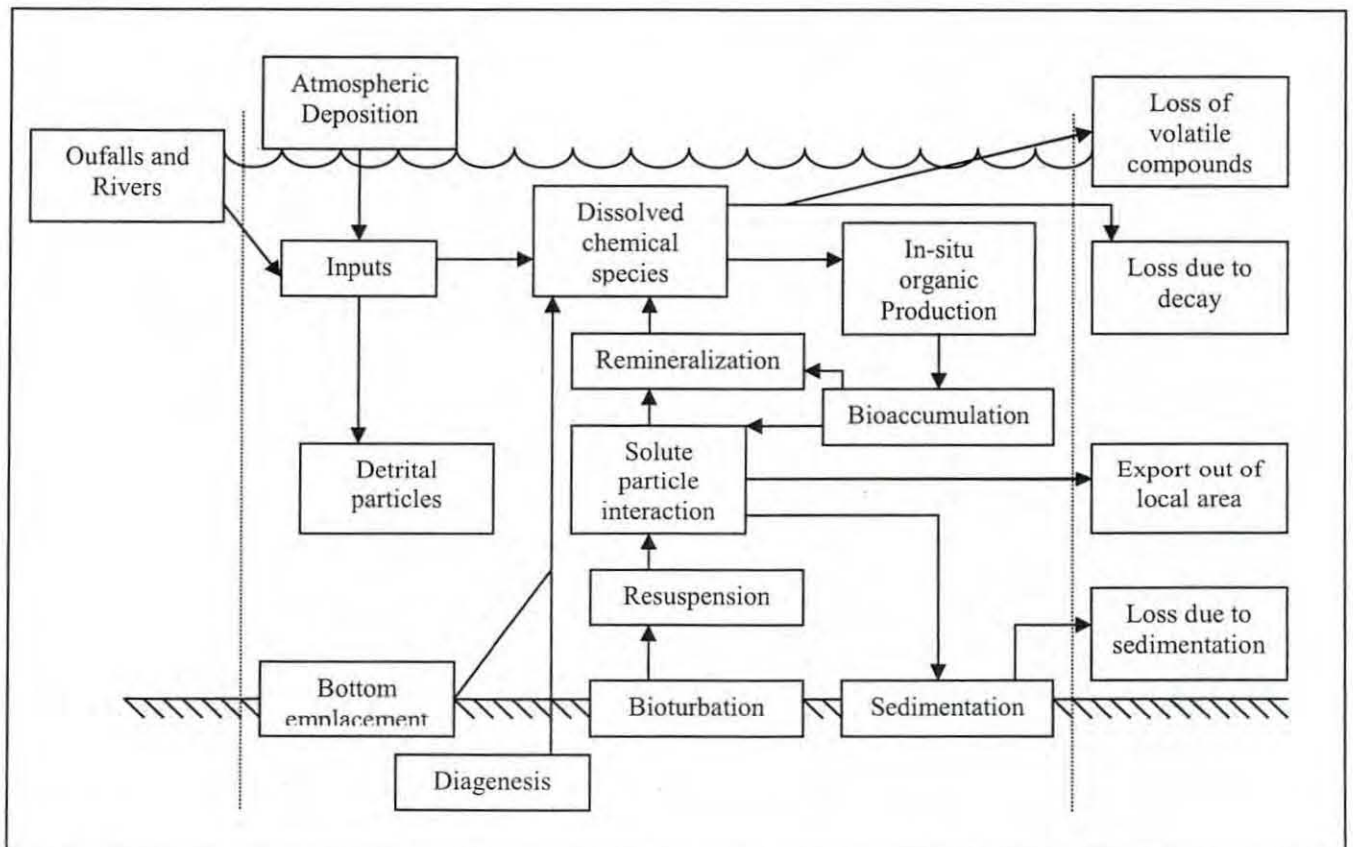 Atmospheric
Deposition
Loss of
volatile
compounds
Oufalls and
Rivers
Dissolved
chemical
species
Inputs
In-situ
organic
Production
Loss due to
decay
Remineralization
Bioaccumulation
Detrital
particles
Solute
particle
interaction
Export out of
local area
Resuspension
Loss due to
sedimentation
Bottom
emplacement
Bioturbation
Sedimentation
Diagenesis